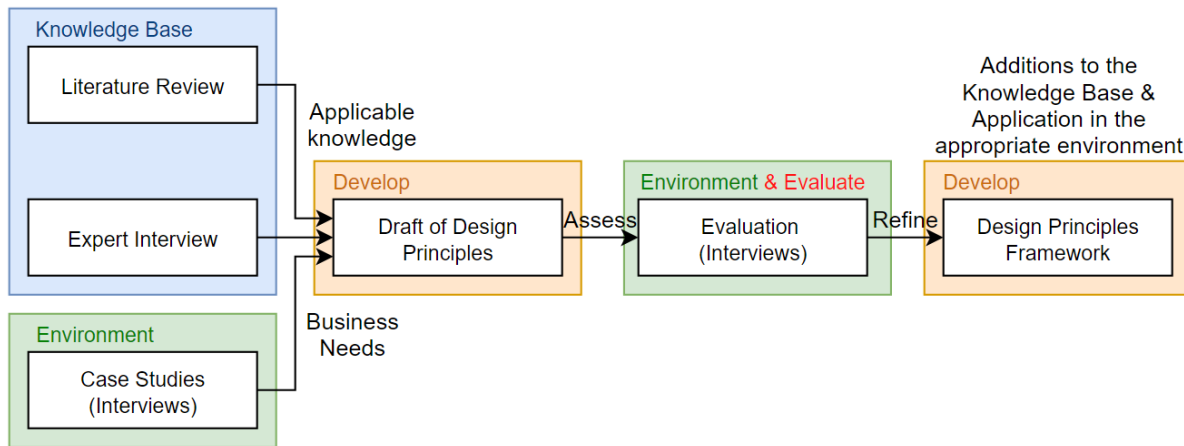 Knowledge Base
Literature Review
Expert Interview
Applicable
knowledge
Environment
Case Studies
(Interviews)
Business
Needs
Develop
Draft of Design
Principles
Assess
Environment & Evaluate
Evaluation
(Interviews)
Refine
Additions to the
Knowledge Base &
Application in the
appropriate environment
Develop
Design Principles
Framework